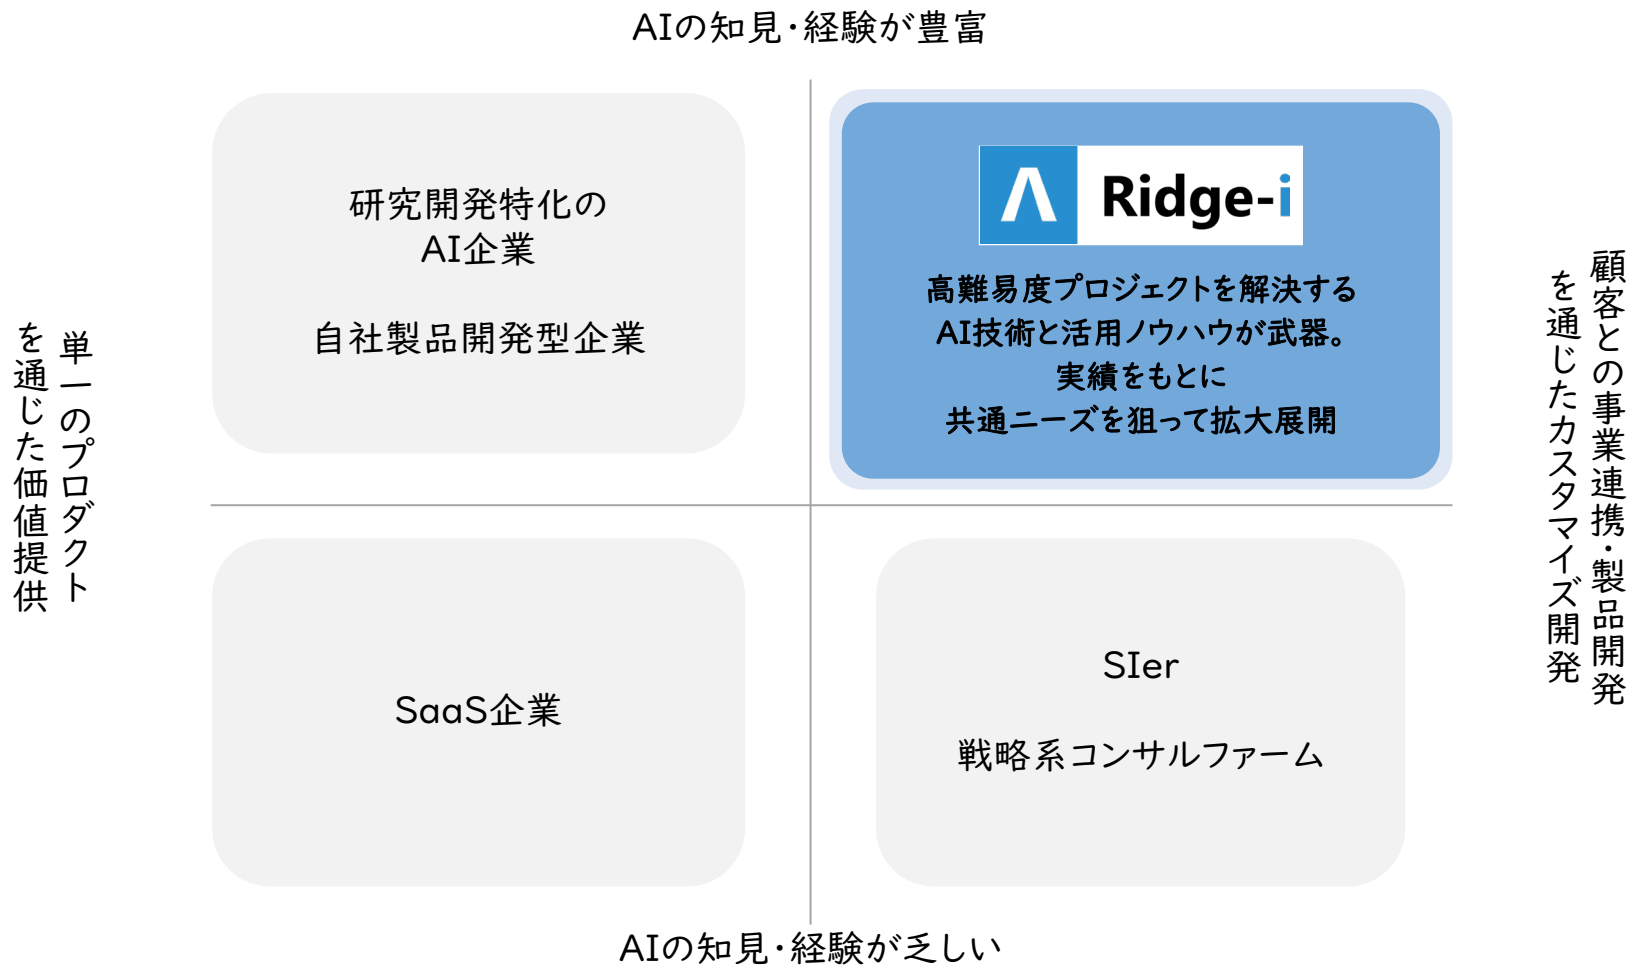 AIの知見・経験が豊富
研究開発特化の
AI企業
自社製品開発型企業
Ridge-i
高難易度プロジェクトを解決する
AI技術と活用ノウハウが武器。
実績をもとに
共通ニーズを狙って拡大展開
単一のプロダクト
を通じた価値提供
顧客との事業連携・製品開発
を通じたカスタマイズ開発
SaaS企業
SIer
戦略系コンサルファーム
AIの知見・経験が乏しい